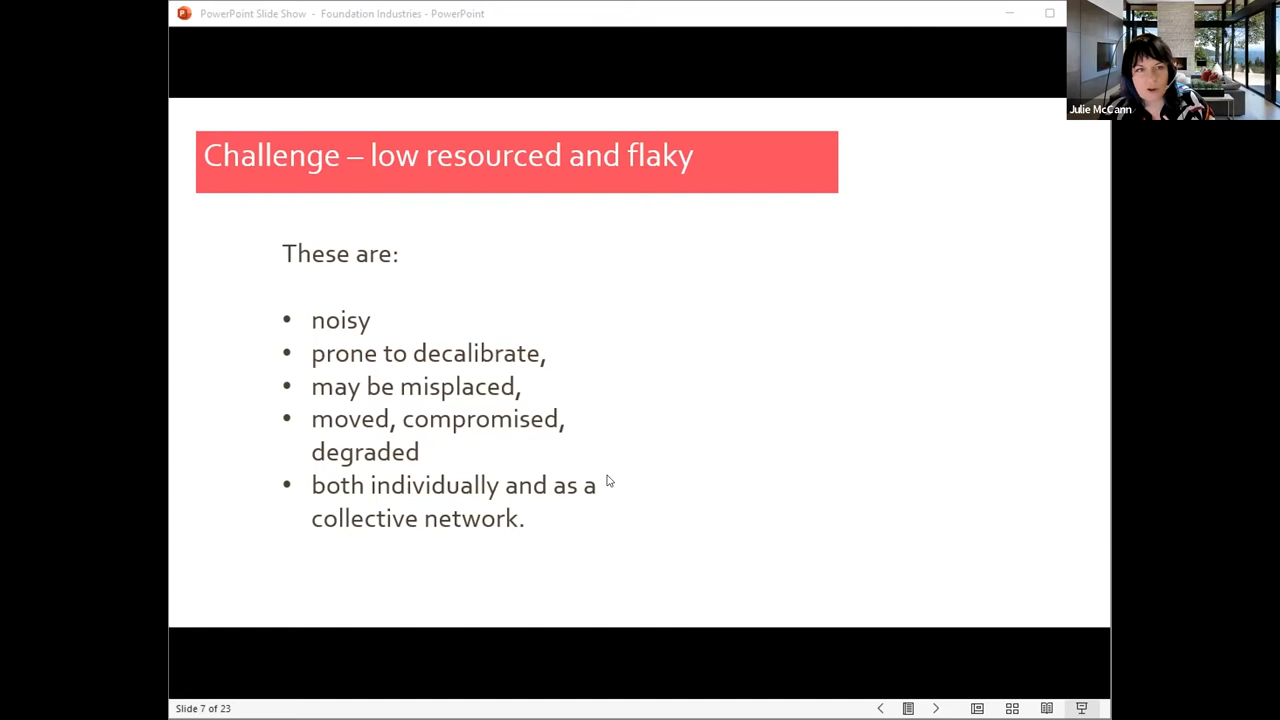 PowerPoint Slide Show - Foundation Industries - PowerPoint
Julie McCann
Challenge – low resourced and flaky
These are:
• noisy
• prone to decalibrate,
• may be misplaced,
• moved, compromised,
degraded
• both individually and as a
collective network.
Slide 7 of 23